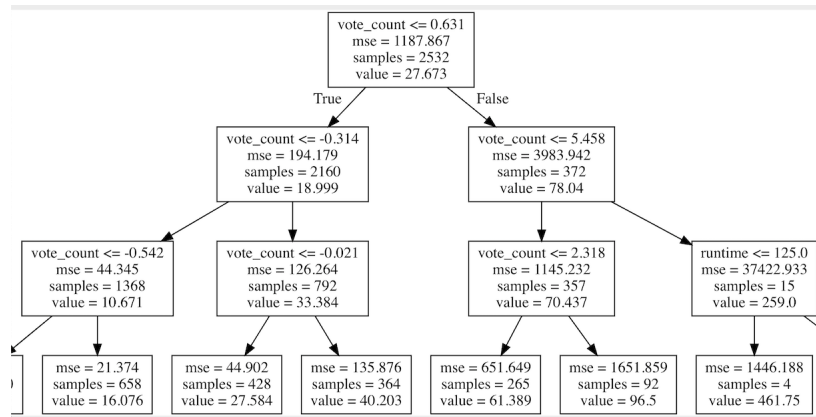 vote_count <= 0.631
mse = 1187.867
samples = 2532
value = 27.673
True
False
vote_count <= -0.314
mse = 194.179
samples = 2160
value = 18.999
vote_count <= 5.458
mse = 3983.942
samples = 372
value = 78.04
vote_count <= -0.542
mse = 44.345
samples = 1368
value = 10.671
vote_count <= -0.021
mse = 126.264
samples = 792
value = 33.384
vote_count <= 2.318
mse = 1145.232
samples = 357
value = 70.437
runtime <= 125.0
mse = 37422.933
samples = 15
value = 259.0
mse = 21.374
samples = 658
value = 16.076
mse = 44.902
samples = 428
value = 27.584
mse = 135.876
samples = 364
value = 40.203
mse = 651.649
samples = 265
value = 61.389
mse = 1651.859
samples = 92
value = 96.5
mse = 1446.188
samples = 4
value = 461.75